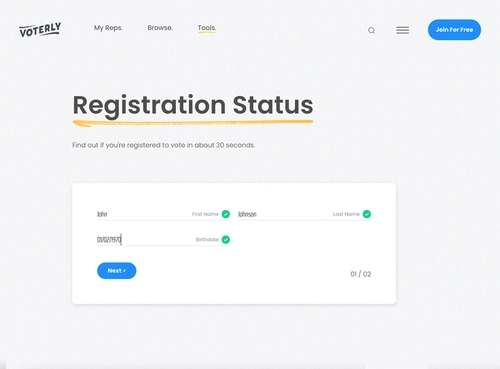 VOTERLY
My Reps. Browse. Tools. Join For Free
Registration Status
Find out if you're registered to vote in about 30 seconds.
John First Name Johnson Last Name
01/02/1970 Birthdate
Next > 01 / 02